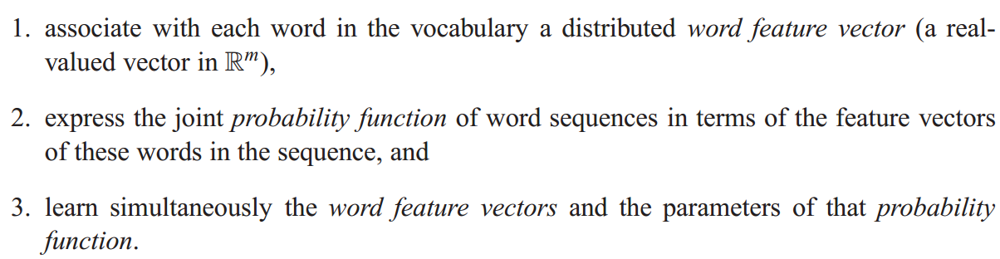 1. associate with each word in the vocabulary a distributed word feature vector (a real-
valued vector in ℝᵐ),
2. express the joint probability function of word sequences in terms of the feature vectors
of these words in the sequence, and
3. learn simultaneously the word feature vectors and the parameters of that probability
function.